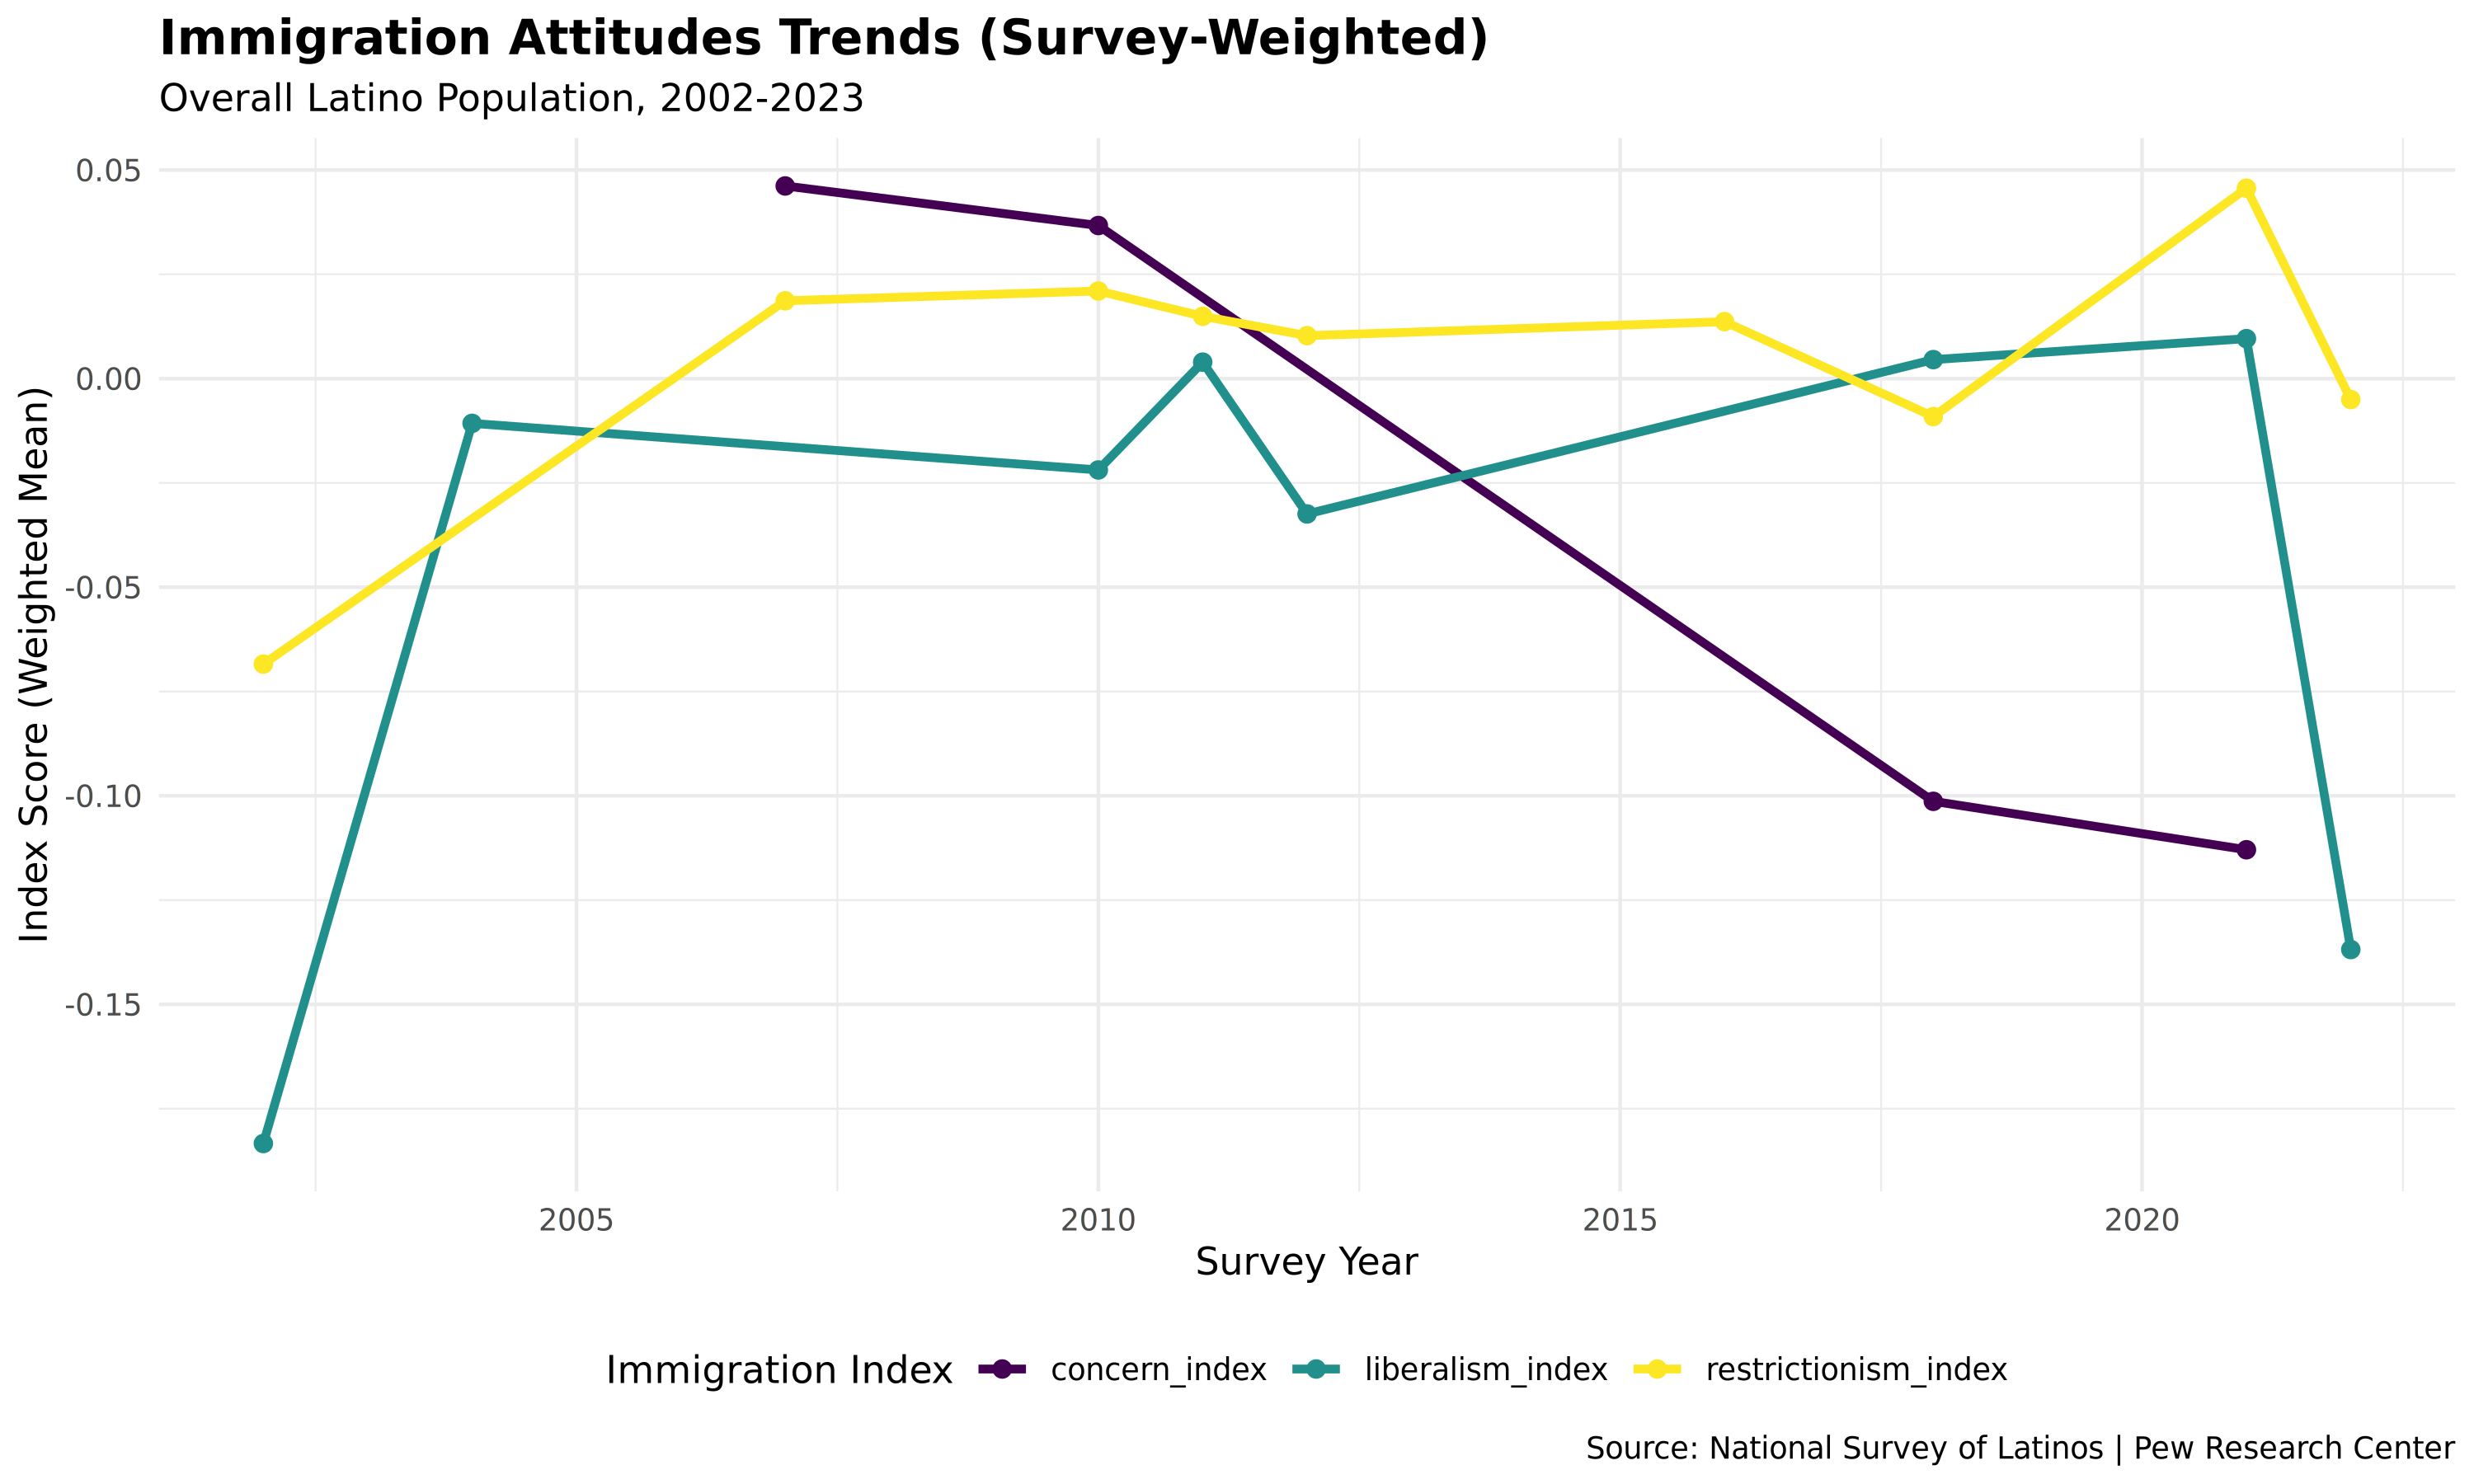 Immigration Attitudes Trends (Survey-Weighted)
Overall Latino Population, 2002-2023
Index Score (Weighted Mean)
0.05
0.00
-0.05
-0.10
-0.15
2005 2010 2015 2020
Survey Year
Immigration Index concern_index liberalism_index restrictionism_index
Source: National Survey of Latinos | Pew Research Center